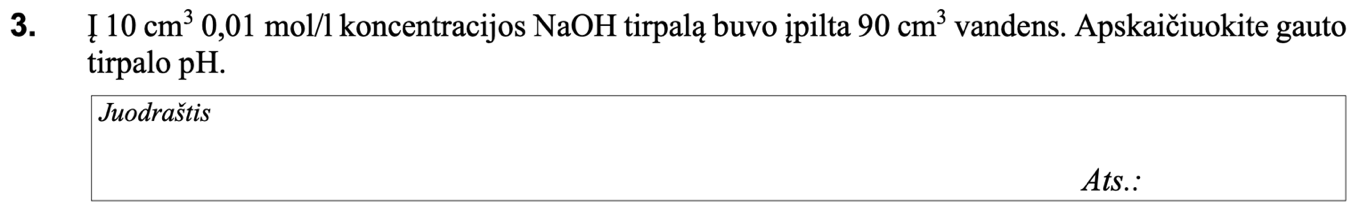 3. Į 10 cm³ 0,01 mol/l koncentracijos NaOH tirpalą buvo įpilta 90 cm³ vandens. Apskaičiuokite gauto
tirpalo pH.
Juodraštis
Ats.: